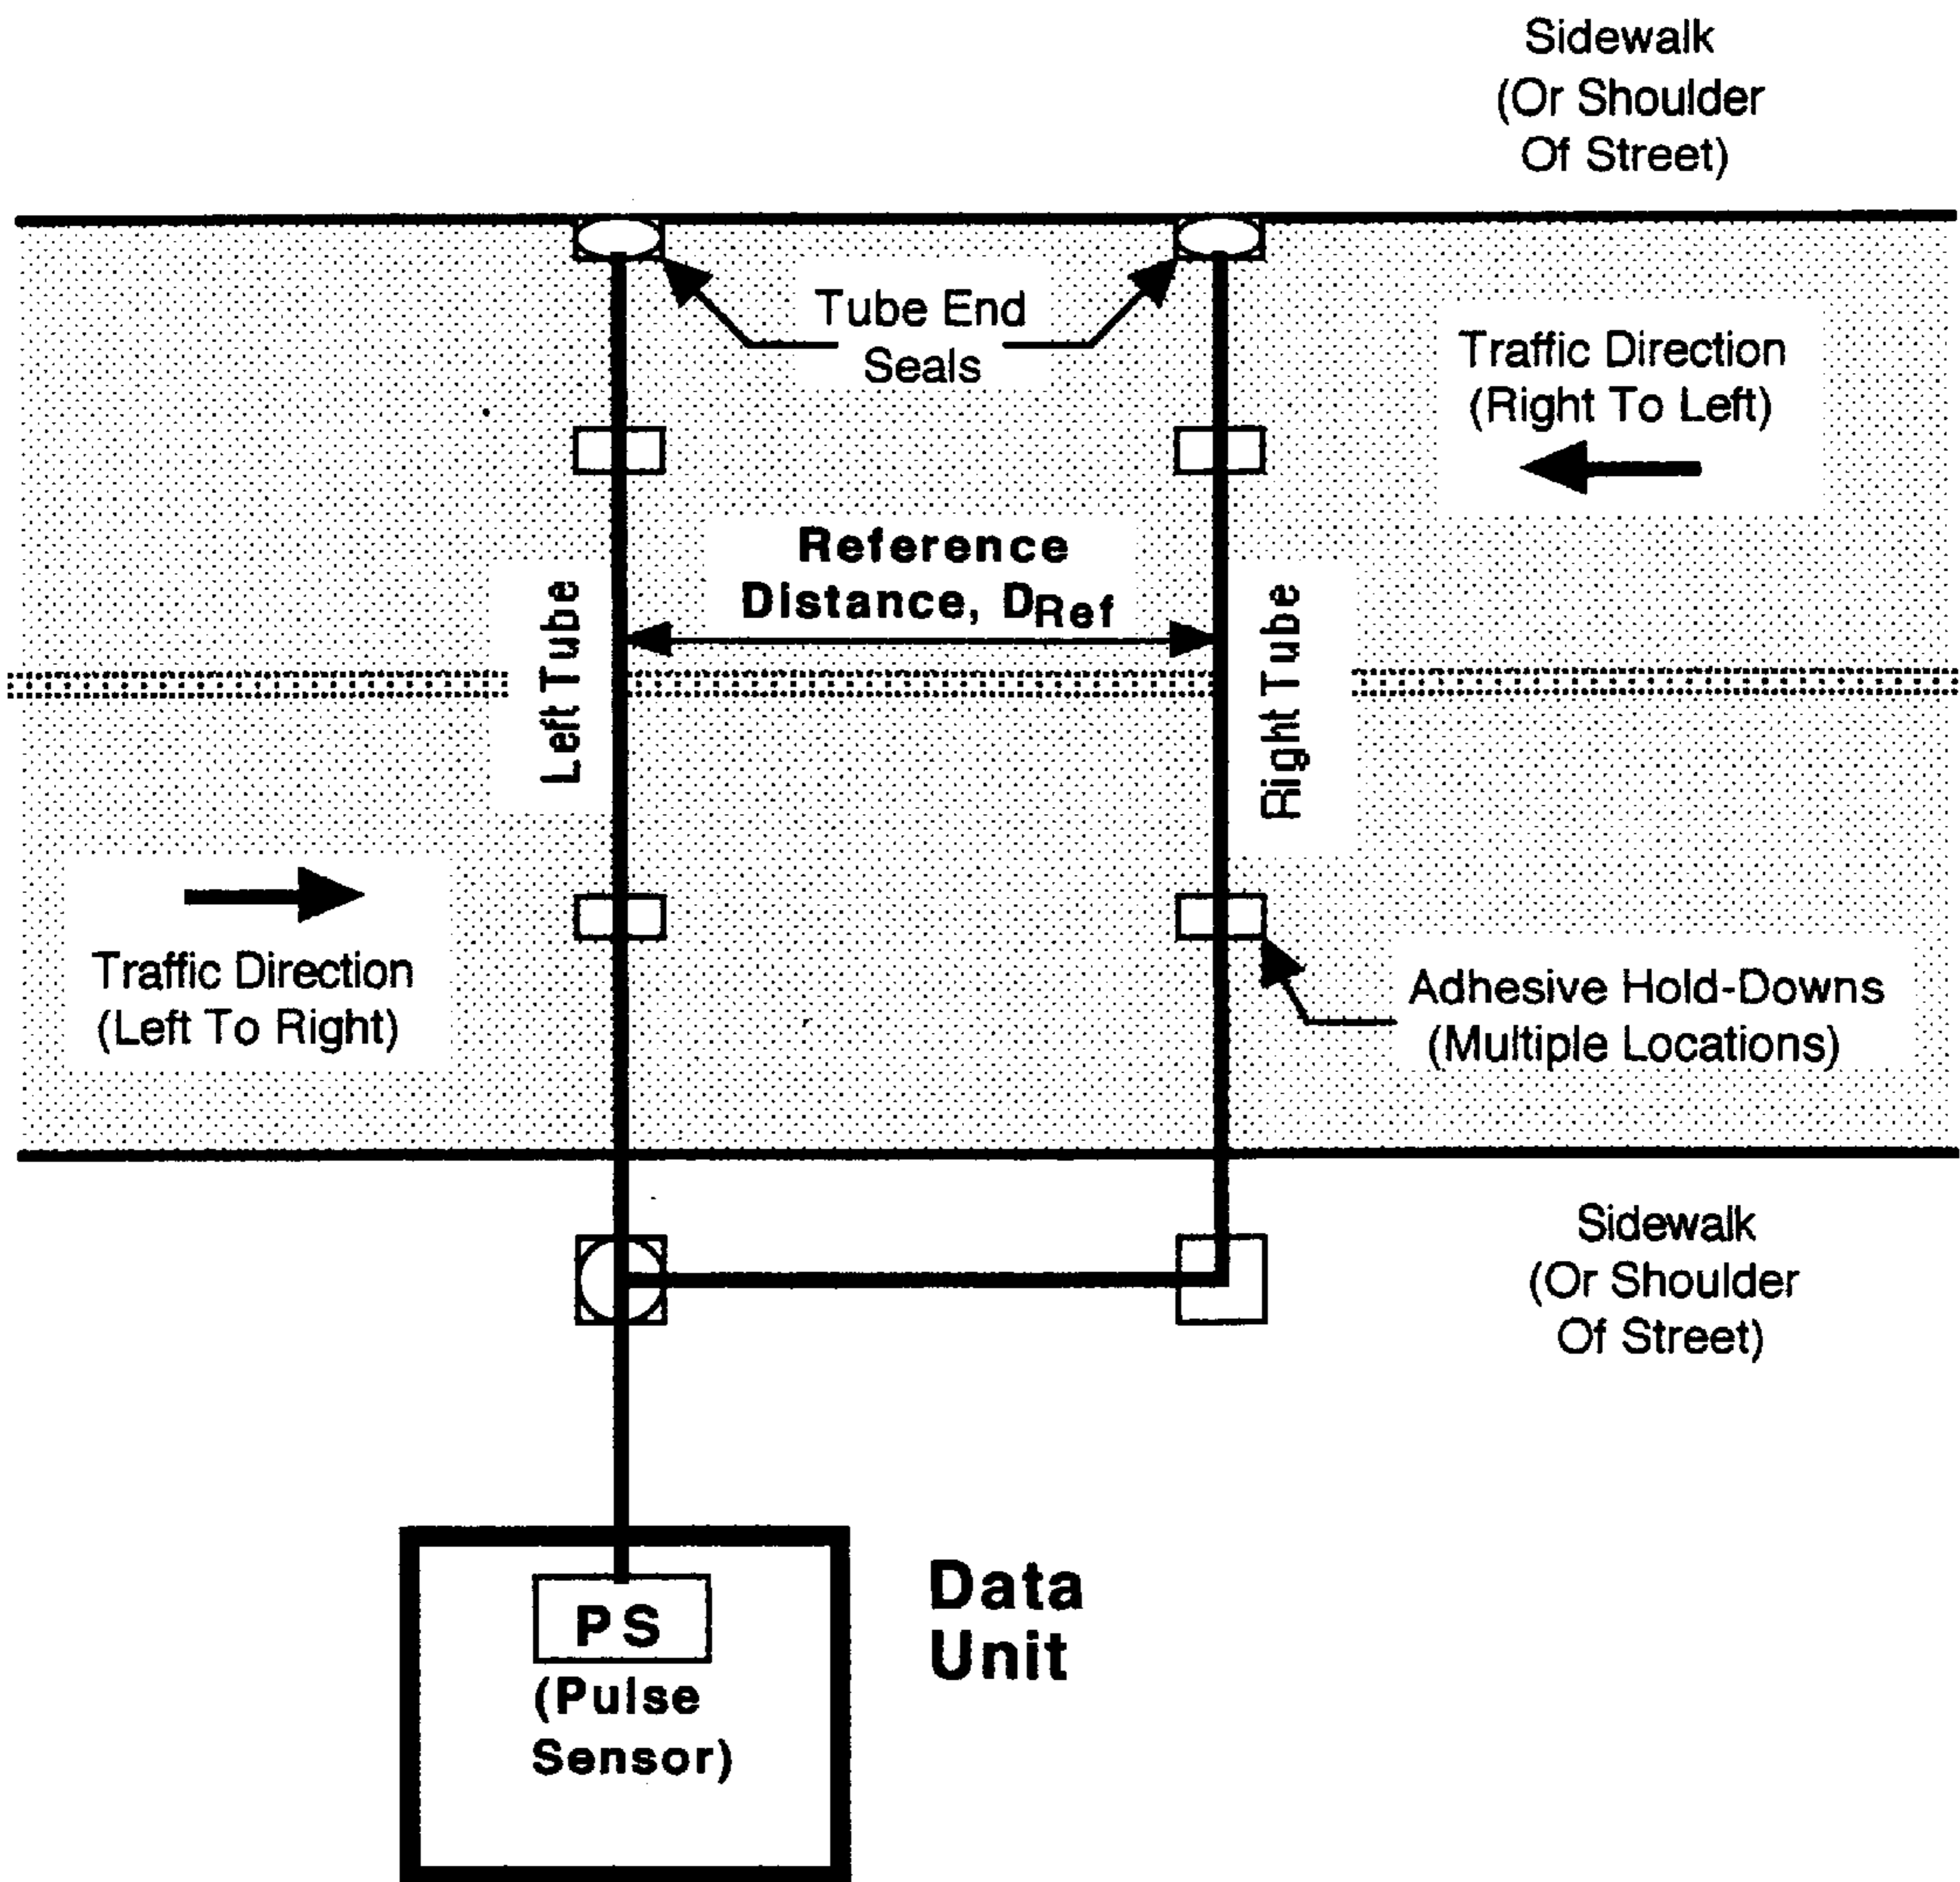 Sidewalk
(Or Shoulder
Of Street)
Tube End
Seals
Traffic Direction
(Right To Left)
Reference
Distance, DRef
Left Tube
Right Tube
Traffic Direction
(Left To Right)
Adhesive Hold-Downs
(Multiple Locations)
Sidewalk
(Or Shoulder
Of Street)
Data
Unit
PS
(Pulse
Sensor)